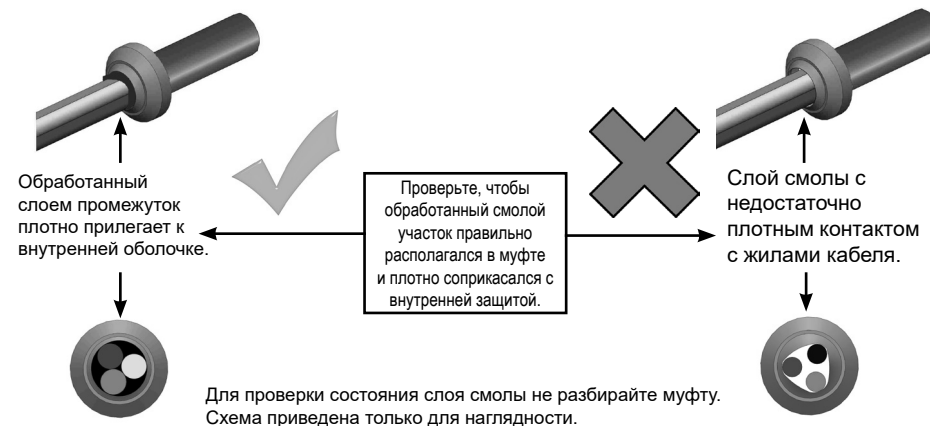 Обработанный
слоем промежуток
плотно прилегает к
внутренней оболочке.
Проверьте, чтобы
обработанный смолой
участок правильно
располагался в муфте
и плотно соприкасался с
внутренней защитой.
Слой смолы с
недостаточно
плотным контактом
с жилами кабеля.
Для проверки состояния слоя смолы не разбирайте муфту.
Схема приведена только для наглядности.